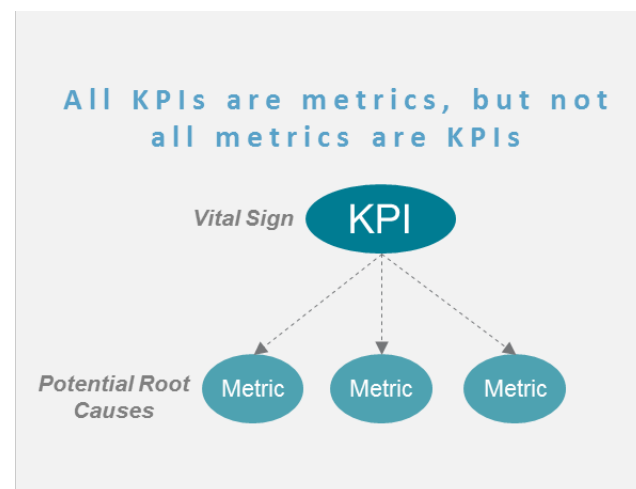 All KPIs are metrics, but not
all metrics are KPIs
Vital Sign
KPI
Potential Root
Causes
Metric
Metric
Metric